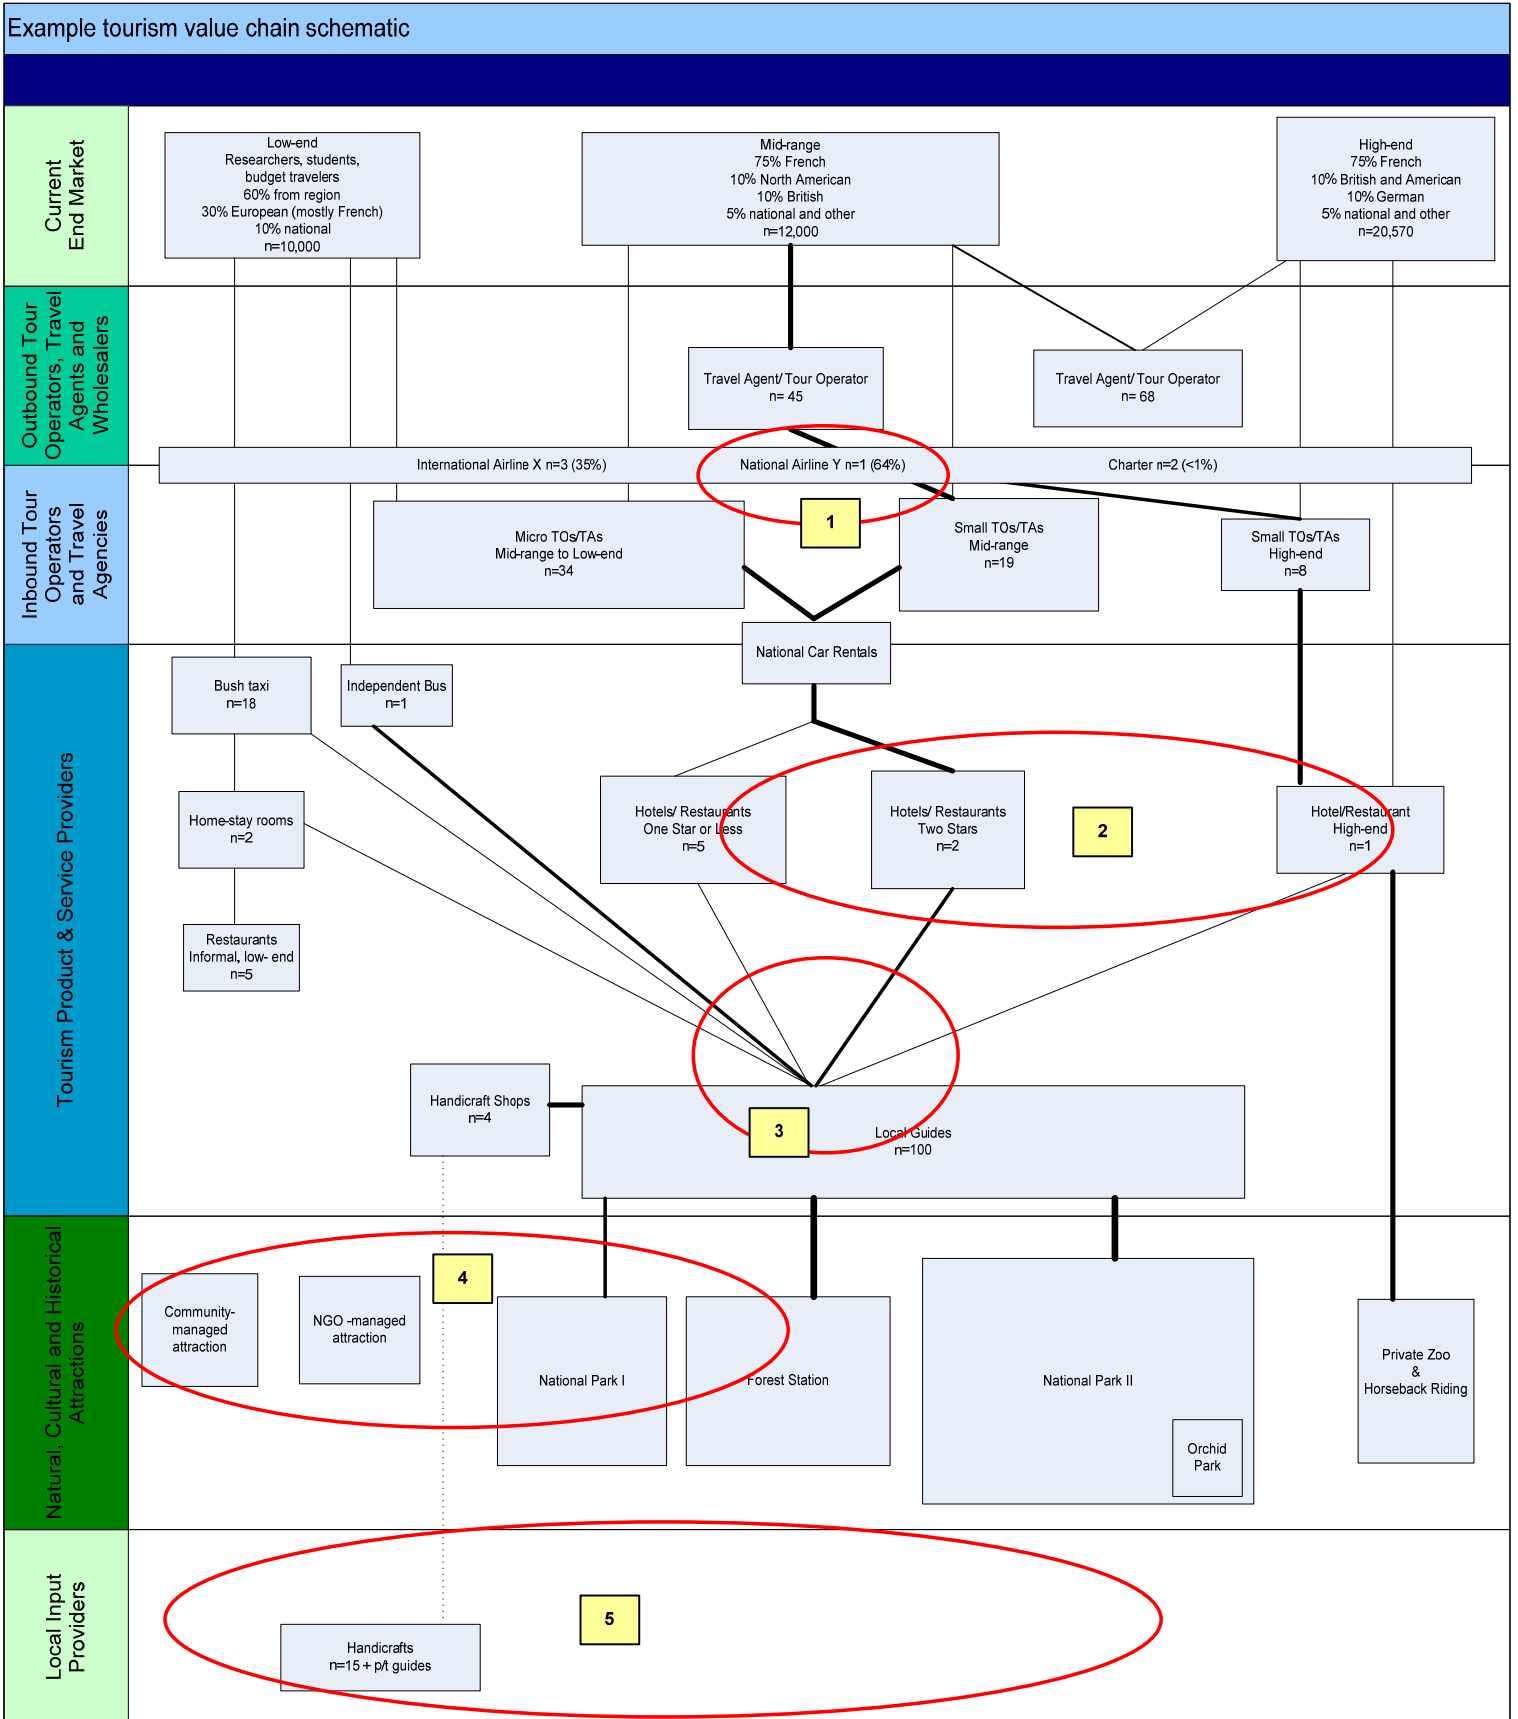 Example tourism value chain schematic
Current
End Market
Low-end
Researchers, students,
budget travelers
60% from region
30% European (mostly French)
10% national
n=10,000
Mid-range
75% French
10% North American
10% British
5% national and other
n=12,000
High-end
75% French
10% British and American
10% German
5% national and other
n=20,570
Outbound Tour
Operators, Travel
Agents and
Wholesalers
Travel Agent/ Tour Operator
n= 45
Travel Agent/ Tour Operator
n= 68
International Airline X n=3 (35%)
National Airline Y n=1 (64%)
Charter n=2 (<1%)
Inbound Tour
Operators
and Travel
Agencies
1
Micro TOs/TAs
Mid-range to Low-end
n=34
Small TOs/TAs
Mid-range
n=19
Small TOs/TAs
High-end
n=8
National Car Rentals
Tourism Product & Service Providers
Bush taxi
n=18
Independent Bus
n=1
Home-stay rooms
n=2
Hotels/ Restaurants
One Star or Less
n=5
Hotels/ Restaurants
Two Stars
n=2
2
Hotel/Restaurant
High-end
n=1
Restaurants
Informal, low- end
n=5
Handicraft Shops
n=4
3
Local Guides
n=100
Natural, Cultural and Historical
Attractions
4
Community-
managed
attraction
NGO -managed
attraction
National Park I
Forest Station
National Park II
Orchid
Park
Private Zoo
&
Horseback Riding
Local Input
Providers
5
Handicrafts
n=15 + p/t guides